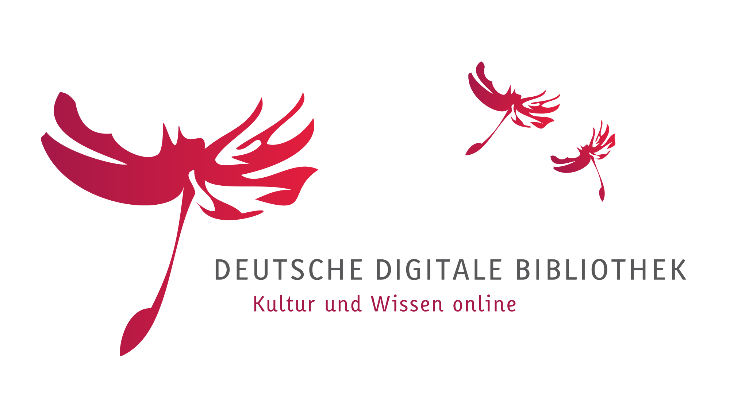 DEUTSCHE DIGITALE BIBLIOTHEK
Kultur und Wissen online